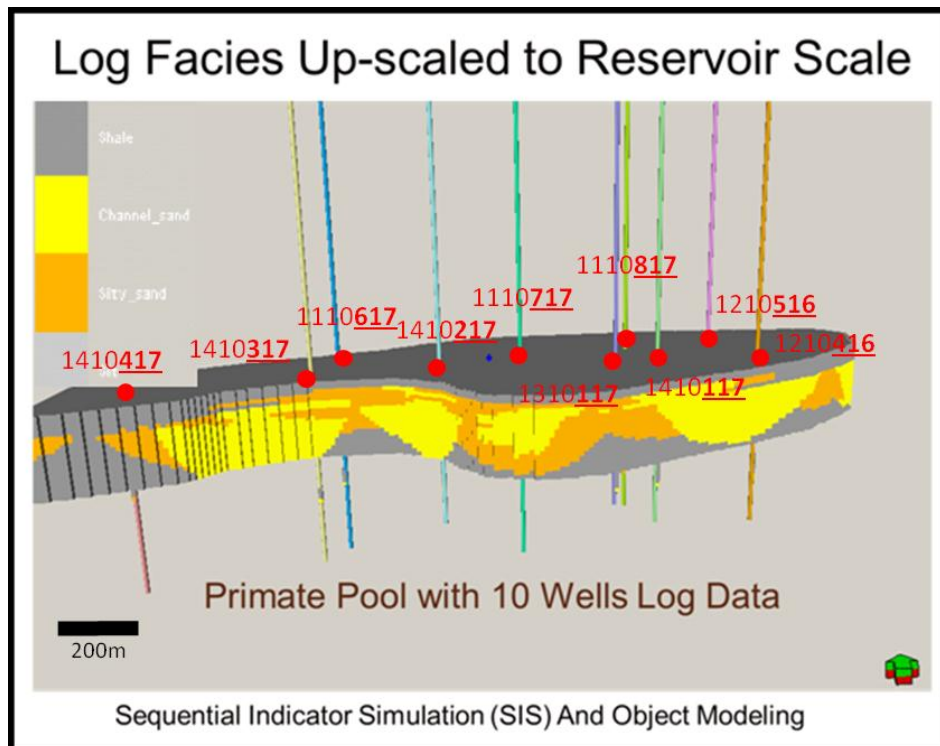 Log Facies Up-scaled to Reservoir Scale
Shale
Channel_sand
Silty_sand
1110817
1110717
1210516
1110617
1410217
1410317
1410417
1210416
1310117
1410117
Primate Pool with 10 Wells Log Data
200m
Sequential Indicator Simulation (SIS) And Object Modeling